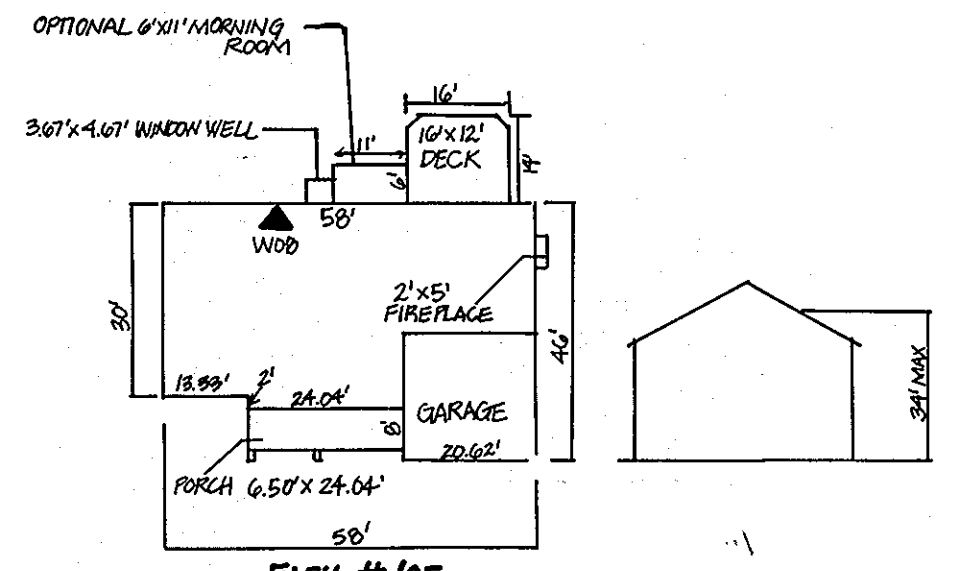 OPTIONAL 6'X11' MORNING
ROOM
16'
3.67'x4.67' WINDOW WELL
11'
16'x12'
DECK
14'
6'
58'
W08
30'
2'x5'
FIREPLACE
46'
34' MAX
13.33'
2'
24.04'
GARAGE
8'
20.62'
PORCH 6.50'X 24.04'
58'